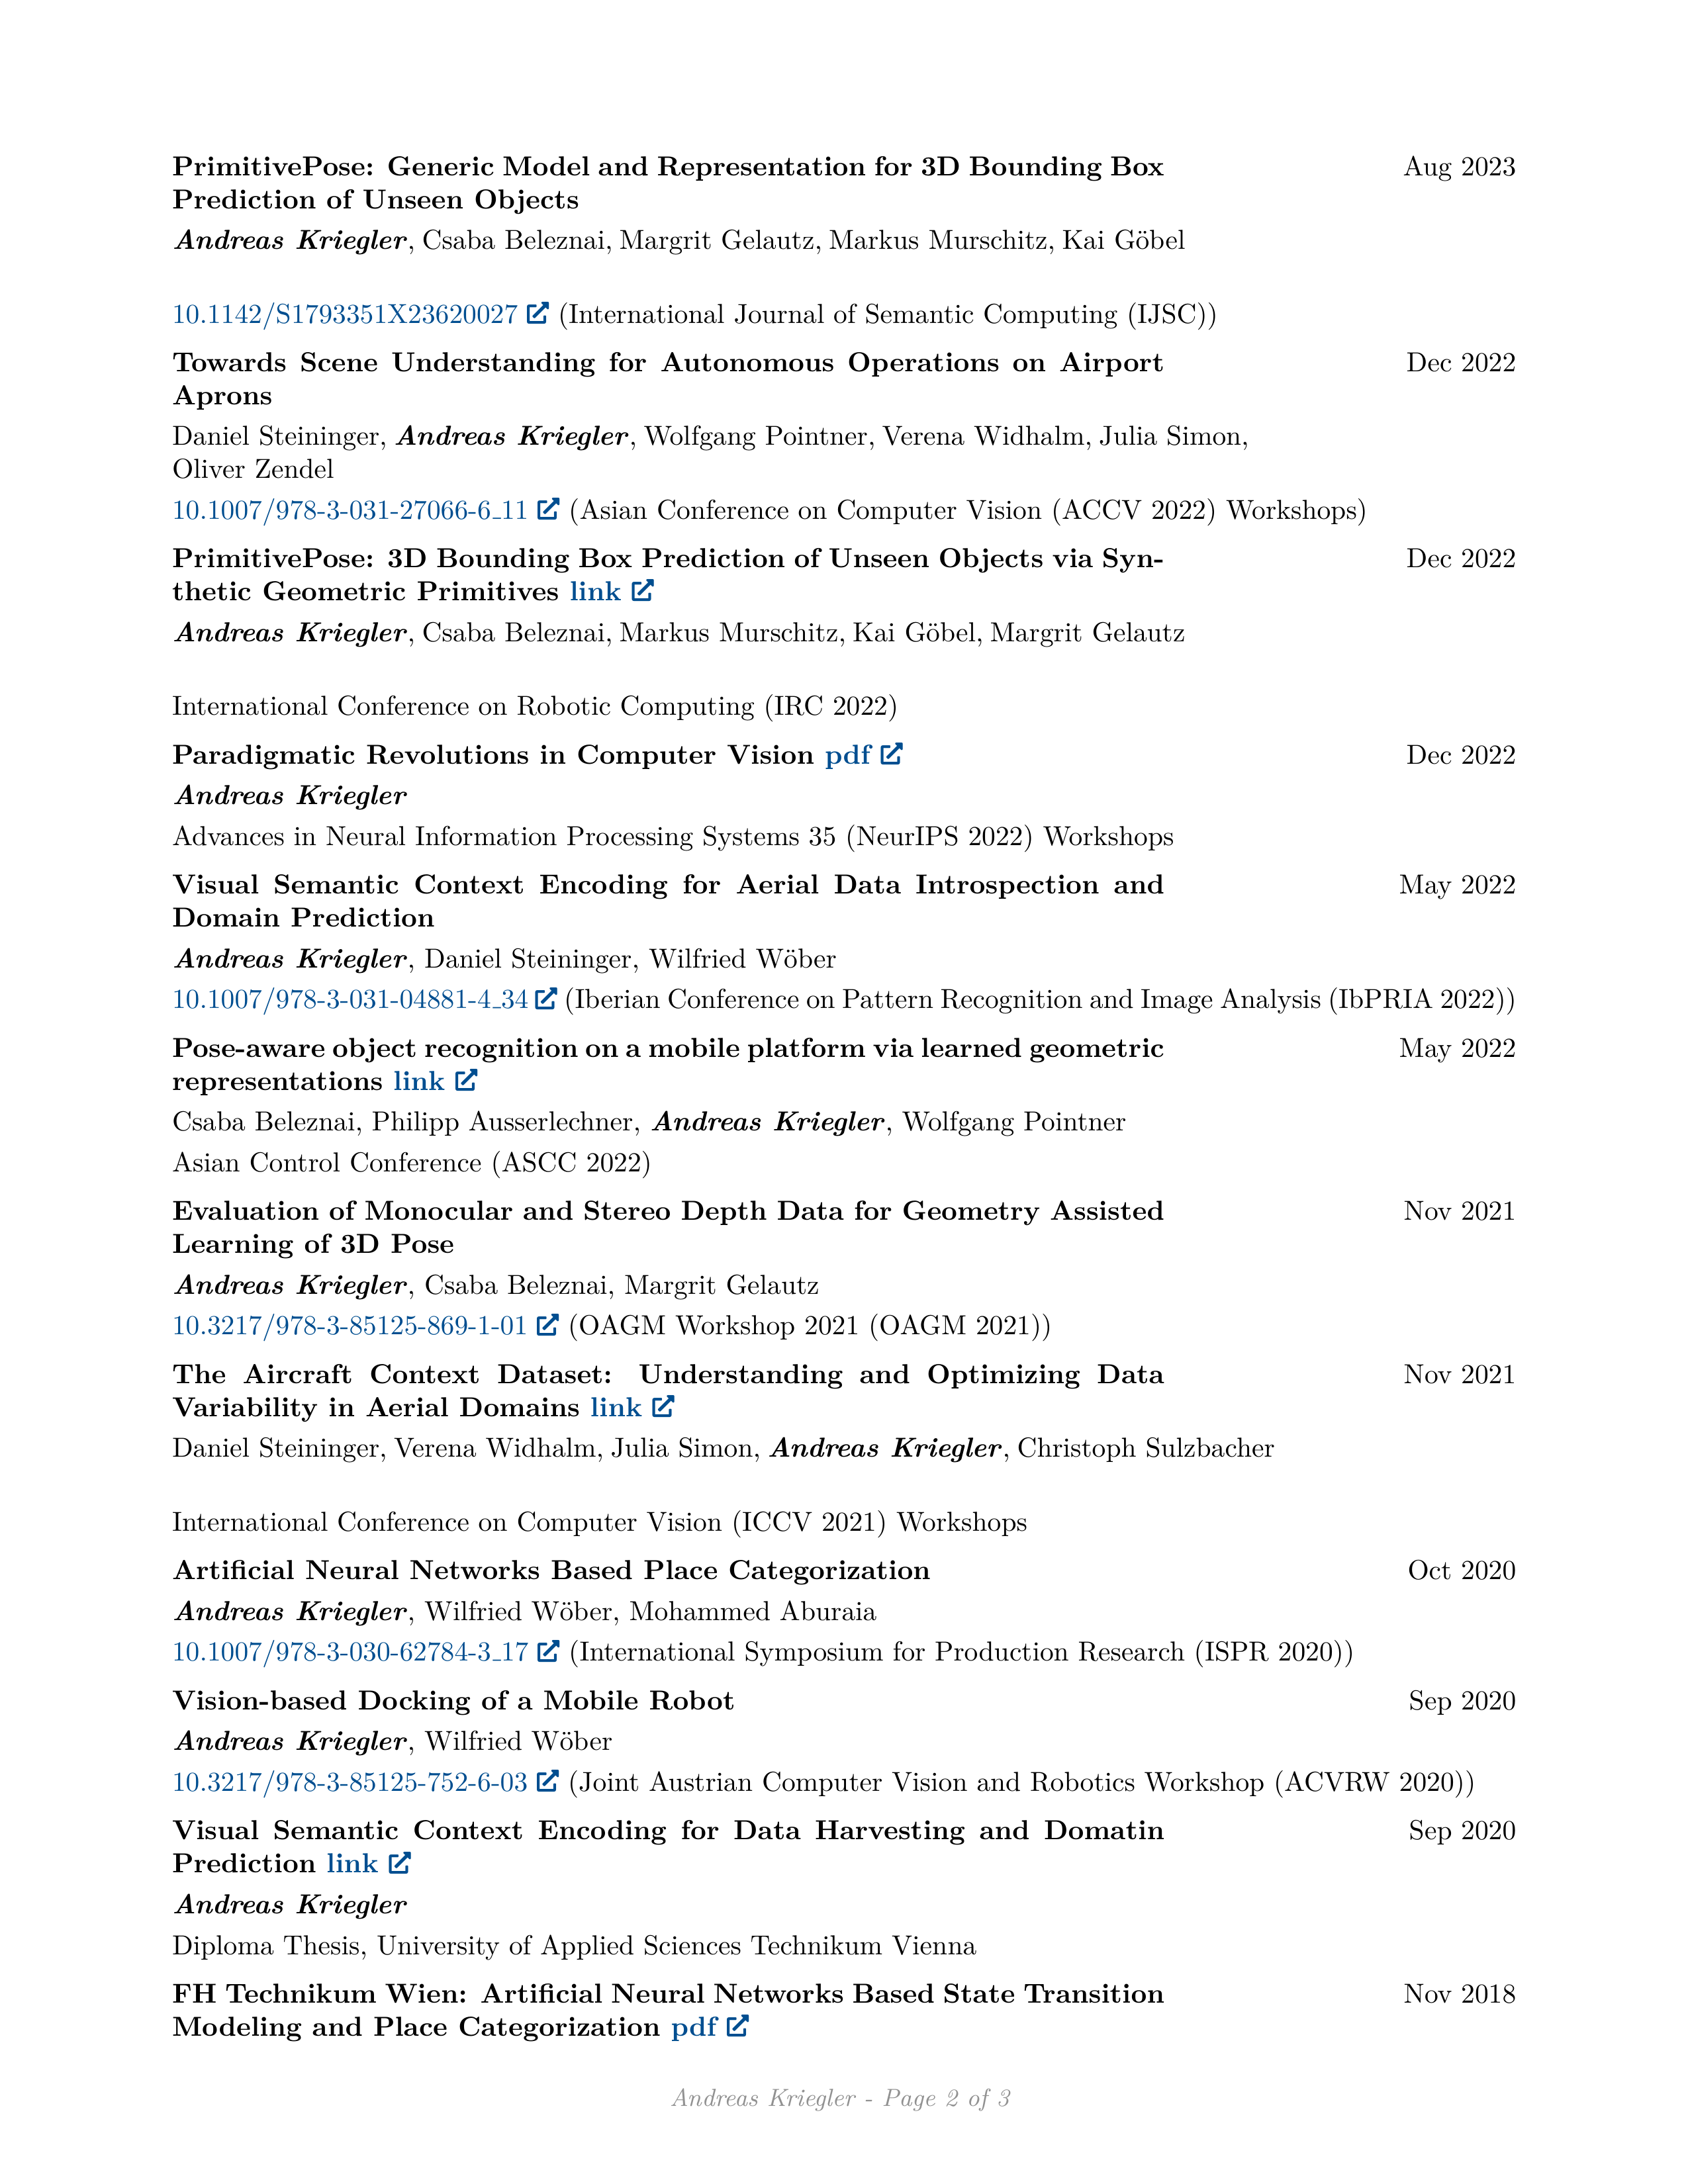 PrimitivePose: Generic Model and Representation for 3D Bounding Box Aug 2023
Prediction of Unseen Objects
Andreas Kriegler, Csaba Beleznai, Margrit Gelautz, Markus Murschitz, Kai Göbel
10.1142/S1793351X23620027 (International Journal of Semantic Computing (IJSC))
Towards Scene Understanding for Autonomous Operations on Airport Dec 2022
Aprons
Daniel Steininger, Andreas Kriegler, Wolfgang Pointner, Verena Widhalm, Julia Simon,
Oliver Zendel
10.1007/978-3-031-27066-6_11 (Asian Conference on Computer Vision (ACCV 2022) Workshops)
PrimitivePose: 3D Bounding Box Prediction of Unseen Objects via Syn- Dec 2022
thetic Geometric Primitives link
Andreas Kriegler, Csaba Beleznai, Markus Murschitz, Kai Göbel, Margrit Gelautz
International Conference on Robotic Computing (IRC 2022)
Paradigmatic Revolutions in Computer Vision pdf Dec 2022
Andreas Kriegler
Advances in Neural Information Processing Systems 35 (NeurIPS 2022) Workshops
Visual Semantic Context Encoding for Aerial Data Introspection and May 2022
Domain Prediction
Andreas Kriegler, Daniel Steininger, Wilfried Wöber
10.1007/978-3-031-04881-4_34 (Iberian Conference on Pattern Recognition and Image Analysis (IbPRIA 2022))
Pose-aware object recognition on a mobile platform via learned geometric May 2022
representations link
Csaba Beleznai, Philipp Ausserlechner, Andreas Kriegler, Wolfgang Pointner
Asian Control Conference (ASCC 2022)
Evaluation of Monocular and Stereo Depth Data for Geometry Assisted Nov 2021
Learning of 3D Pose
Andreas Kriegler, Csaba Beleznai, Margrit Gelautz
10.3217/978-3-85125-869-1-01 (OAGM Workshop 2021 (OAGM 2021))
The Aircraft Context Dataset: Understanding and Optimizing Data Nov 2021
Variability in Aerial Domains link
Daniel Steininger, Verena Widhalm, Julia Simon, Andreas Kriegler, Christoph Sulzbacher
International Conference on Computer Vision (ICCV 2021) Workshops
Artificial Neural Networks Based Place Categorization Oct 2020
Andreas Kriegler, Wilfried Wöber, Mohammed Aburaia
10.1007/978-3-030-62784-3_17 (International Symposium for Production Research (ISPR 2020))
Vision-based Docking of a Mobile Robot Sep 2020
Andreas Kriegler, Wilfried Wöber
10.3217/978-3-85125-752-6-03 (Joint Austrian Computer Vision and Robotics Workshop (ACVRW 2020))
Visual Semantic Context Encoding for Data Harvesting and Domatin Sep 2020
Prediction link
Andreas Kriegler
Diploma Thesis, University of Applied Sciences Technikum Vienna
FH Technikum Wien: Artificial Neural Networks Based State Transition Nov 2018
Modeling and Place Categorization pdf
Andreas Kriegler - Page 2 of 3